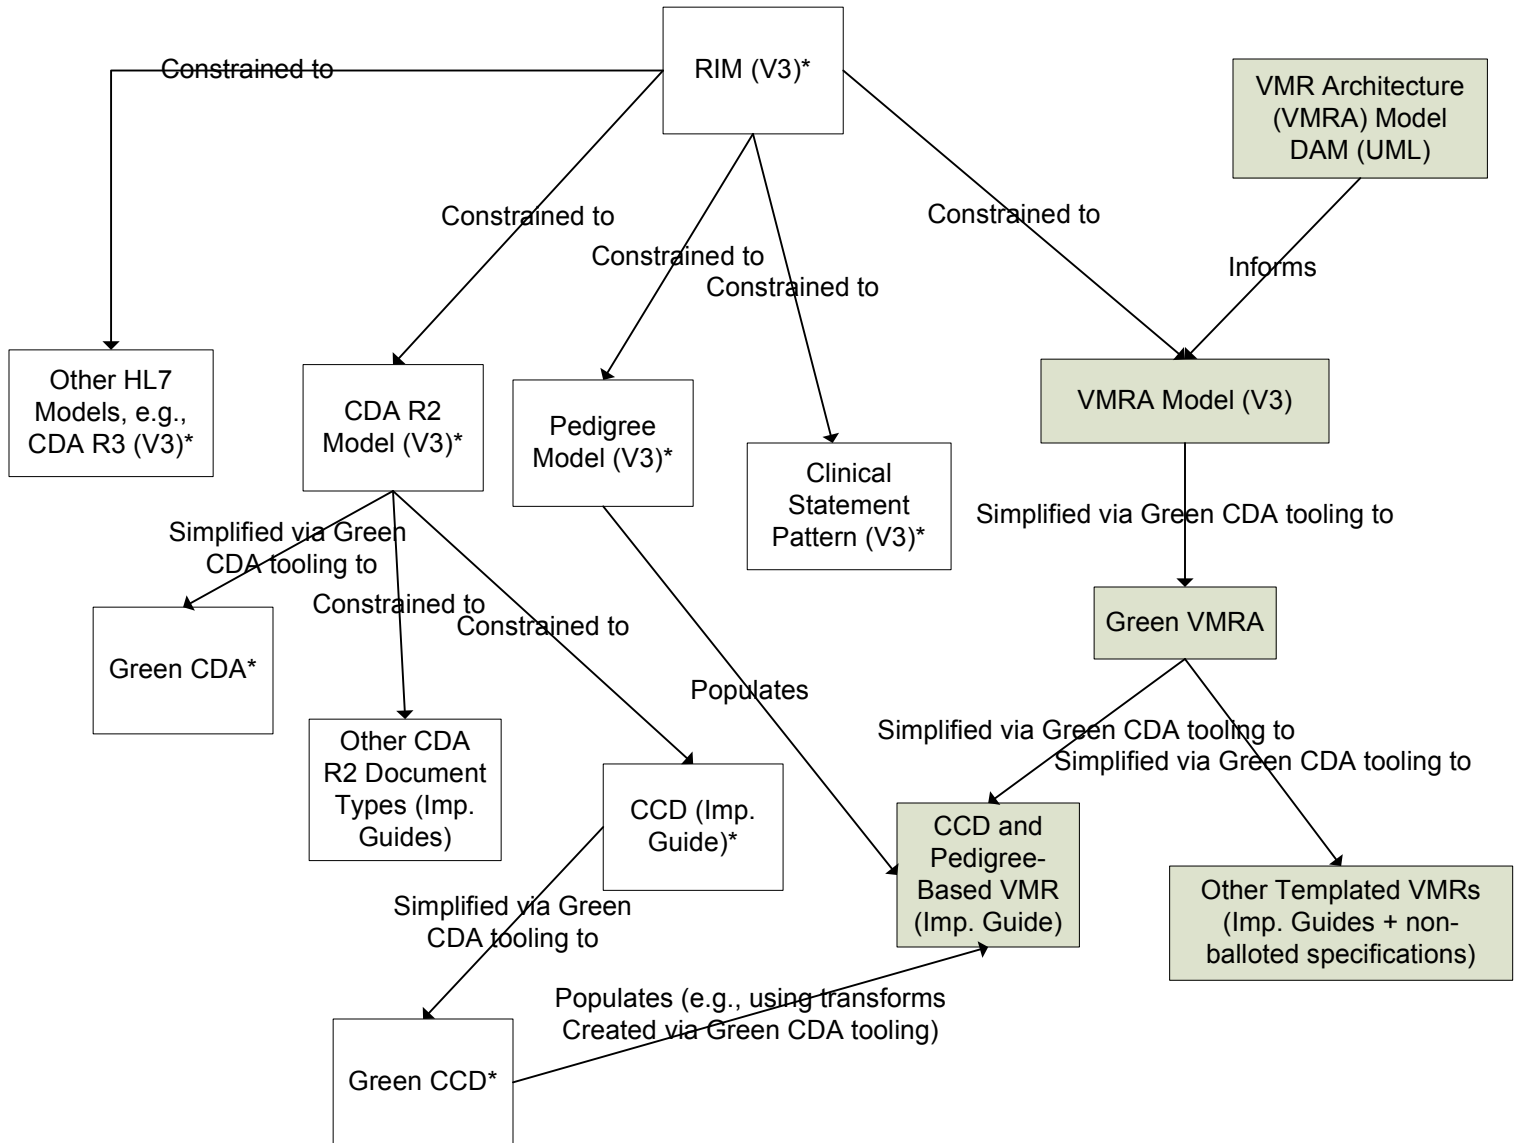 RIM (V3)*
VMR Architecture
(VMRA) Model
DAM (UML)
Constrained to
Constrained to
Constrained to
Constrained to
Constrained to
Informs
Other HL7
Models, e.g.,
CDA R3 (V3)*
CDA R2
Model (V3)*
Pedigree
Model (V3)*
Clinical
Statement
Pattern (V3)*
VMRA Model (V3)
Simplified via Green
CDA tooling to
Constrained to
Constrained to
Simplified via Green CDA tooling to
Green CDA*
Green VMRA
Other CDA
R2 Document
Types (Imp.
Guides)
Populates
Simplified via Green CDA tooling to
Simplified via Green CDA tooling to
CCD (Imp.
Guide)*
CCD and
Pedigree-
Based VMR
(Imp. Guide)
Other Templated VMRs
(Imp. Guides + non-
balloted specifications)
Simplified via Green
CDA tooling to
Populates (e.g., using transforms
Created via Green CDA tooling)
Green CCD*